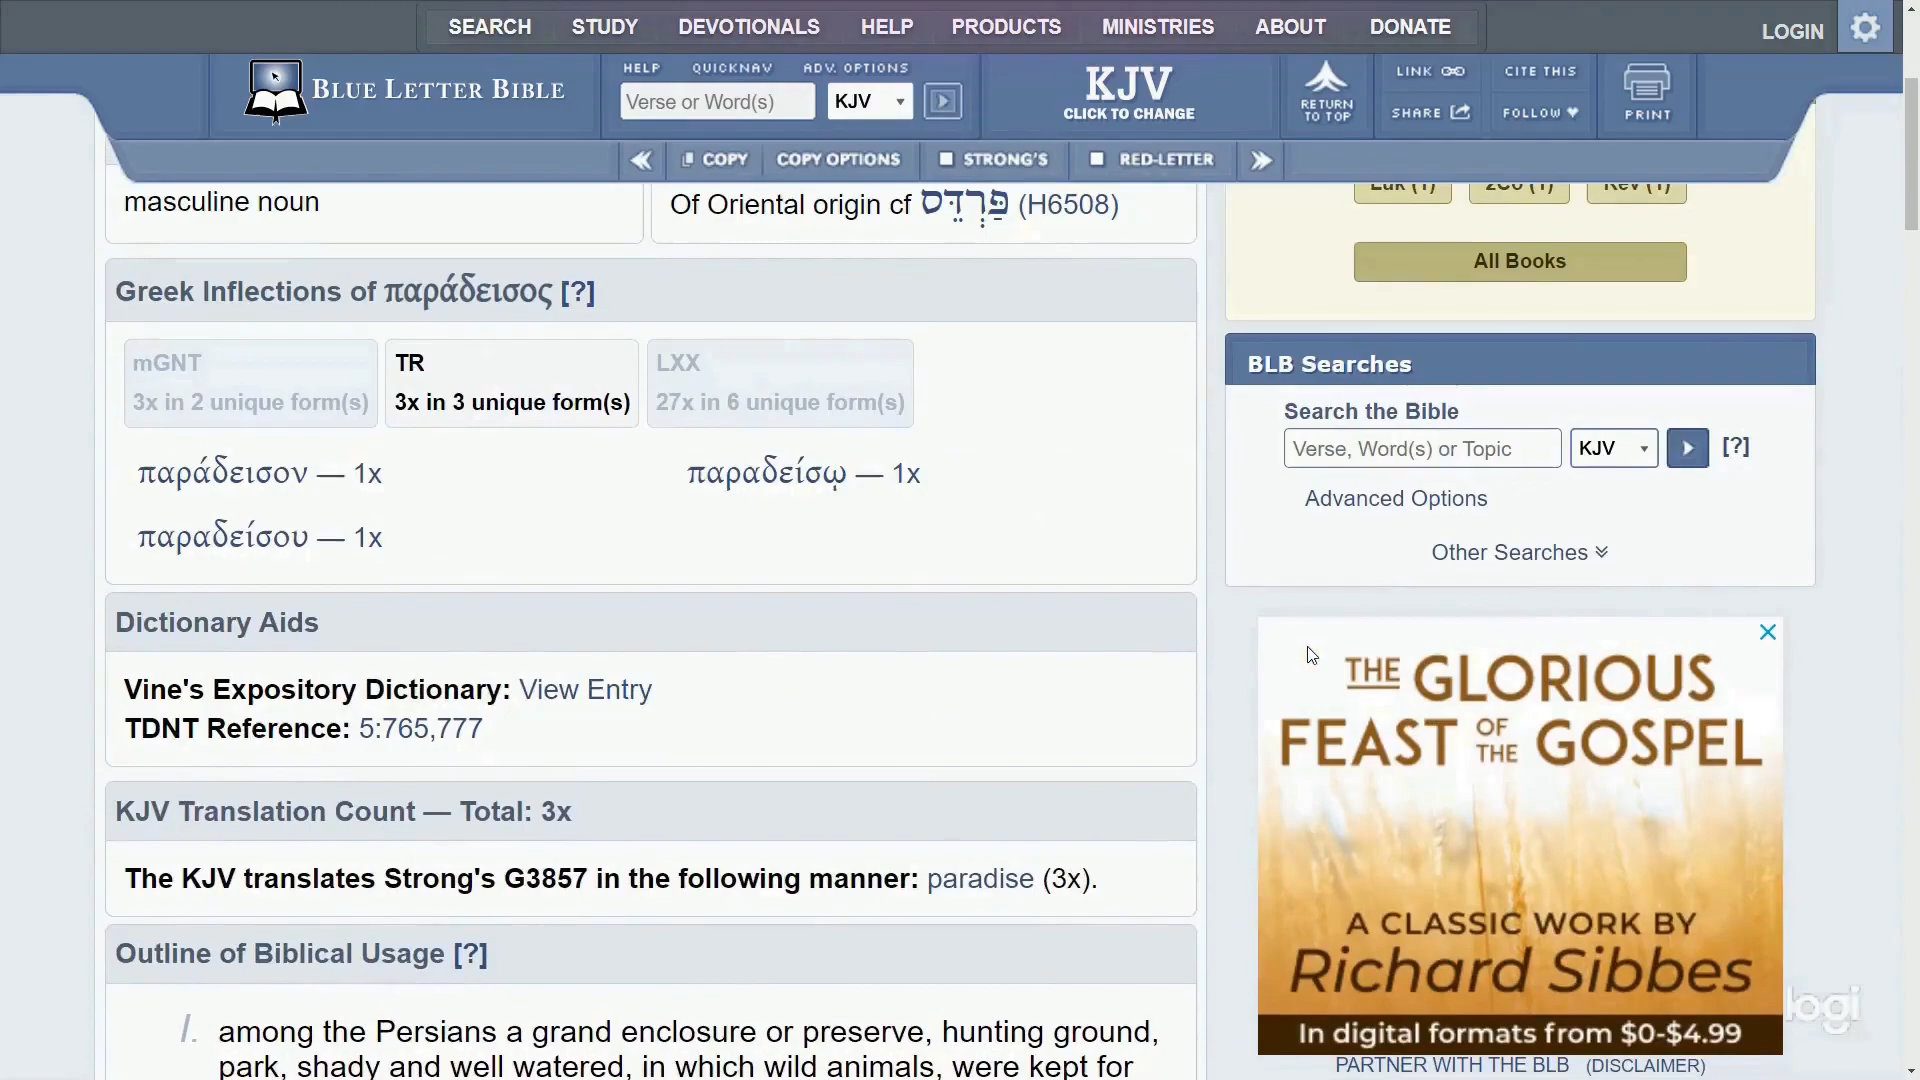 SEARCH STUDY DEVOTIONALS HELP PRODUCTS MINISTRIES ABOUT DONATE
LOGIN
BLUE LETTER BIBLE
HELP QUICKNAV ADV. OPTIONS
Verse or Word(s) KJV
KJV
CLICK TO CHANGE
RETURN
TO TOP
LINK CITE THIS
SHARE FOLLOW
PRINT
COPY COPY OPTIONS STRONG'S RED-LETTER
masculine noun
Of Oriental origin cf פַּרְדֵּס (H6508)
Greek Inflections of παράδεισος [?]
mGNT
3x in 2 unique form(s)
TR
3x in 3 unique form(s)
LXX
27x in 6 unique form(s)
παράδεισον — 1x
παραδείσῳ — 1x
παραδείσου — 1x
Dictionary Aids
Vine's Expository Dictionary: View Entry
TDNT Reference: 5:765,777
KJV Translation Count — Total: 3x
The KJV translates Strong's G3857 in the following manner: paradise (3x).
Outline of Biblical Usage [?]
I. among the Persians a grand enclosure or preserve, hunting ground,
park, shady and well watered, in which wild animals, were kept for
Luk (1) 2Co (1) Rev (1)
All Books
BLB Searches
Search the Bible
Verse, Word(s) or Topic KJV [?]
Advanced Options
Other Searches
THE GLORIOUS
FEAST OF THE GOSPEL
A CLASSIC WORK BY
Richard Sibbes
In digital formats from $0-$4.99
PARTNER WITH THE BLB (DISCLAIMER)
logi